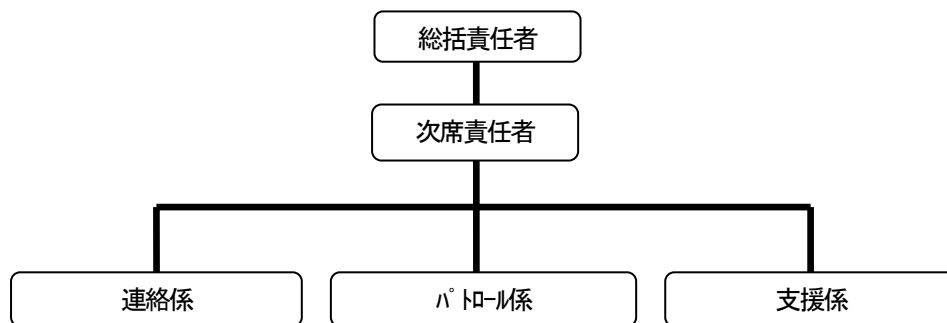 総括責任者
次席責任者
連絡係
ﾊﾟﾄﾛｰﾙ係
支援係